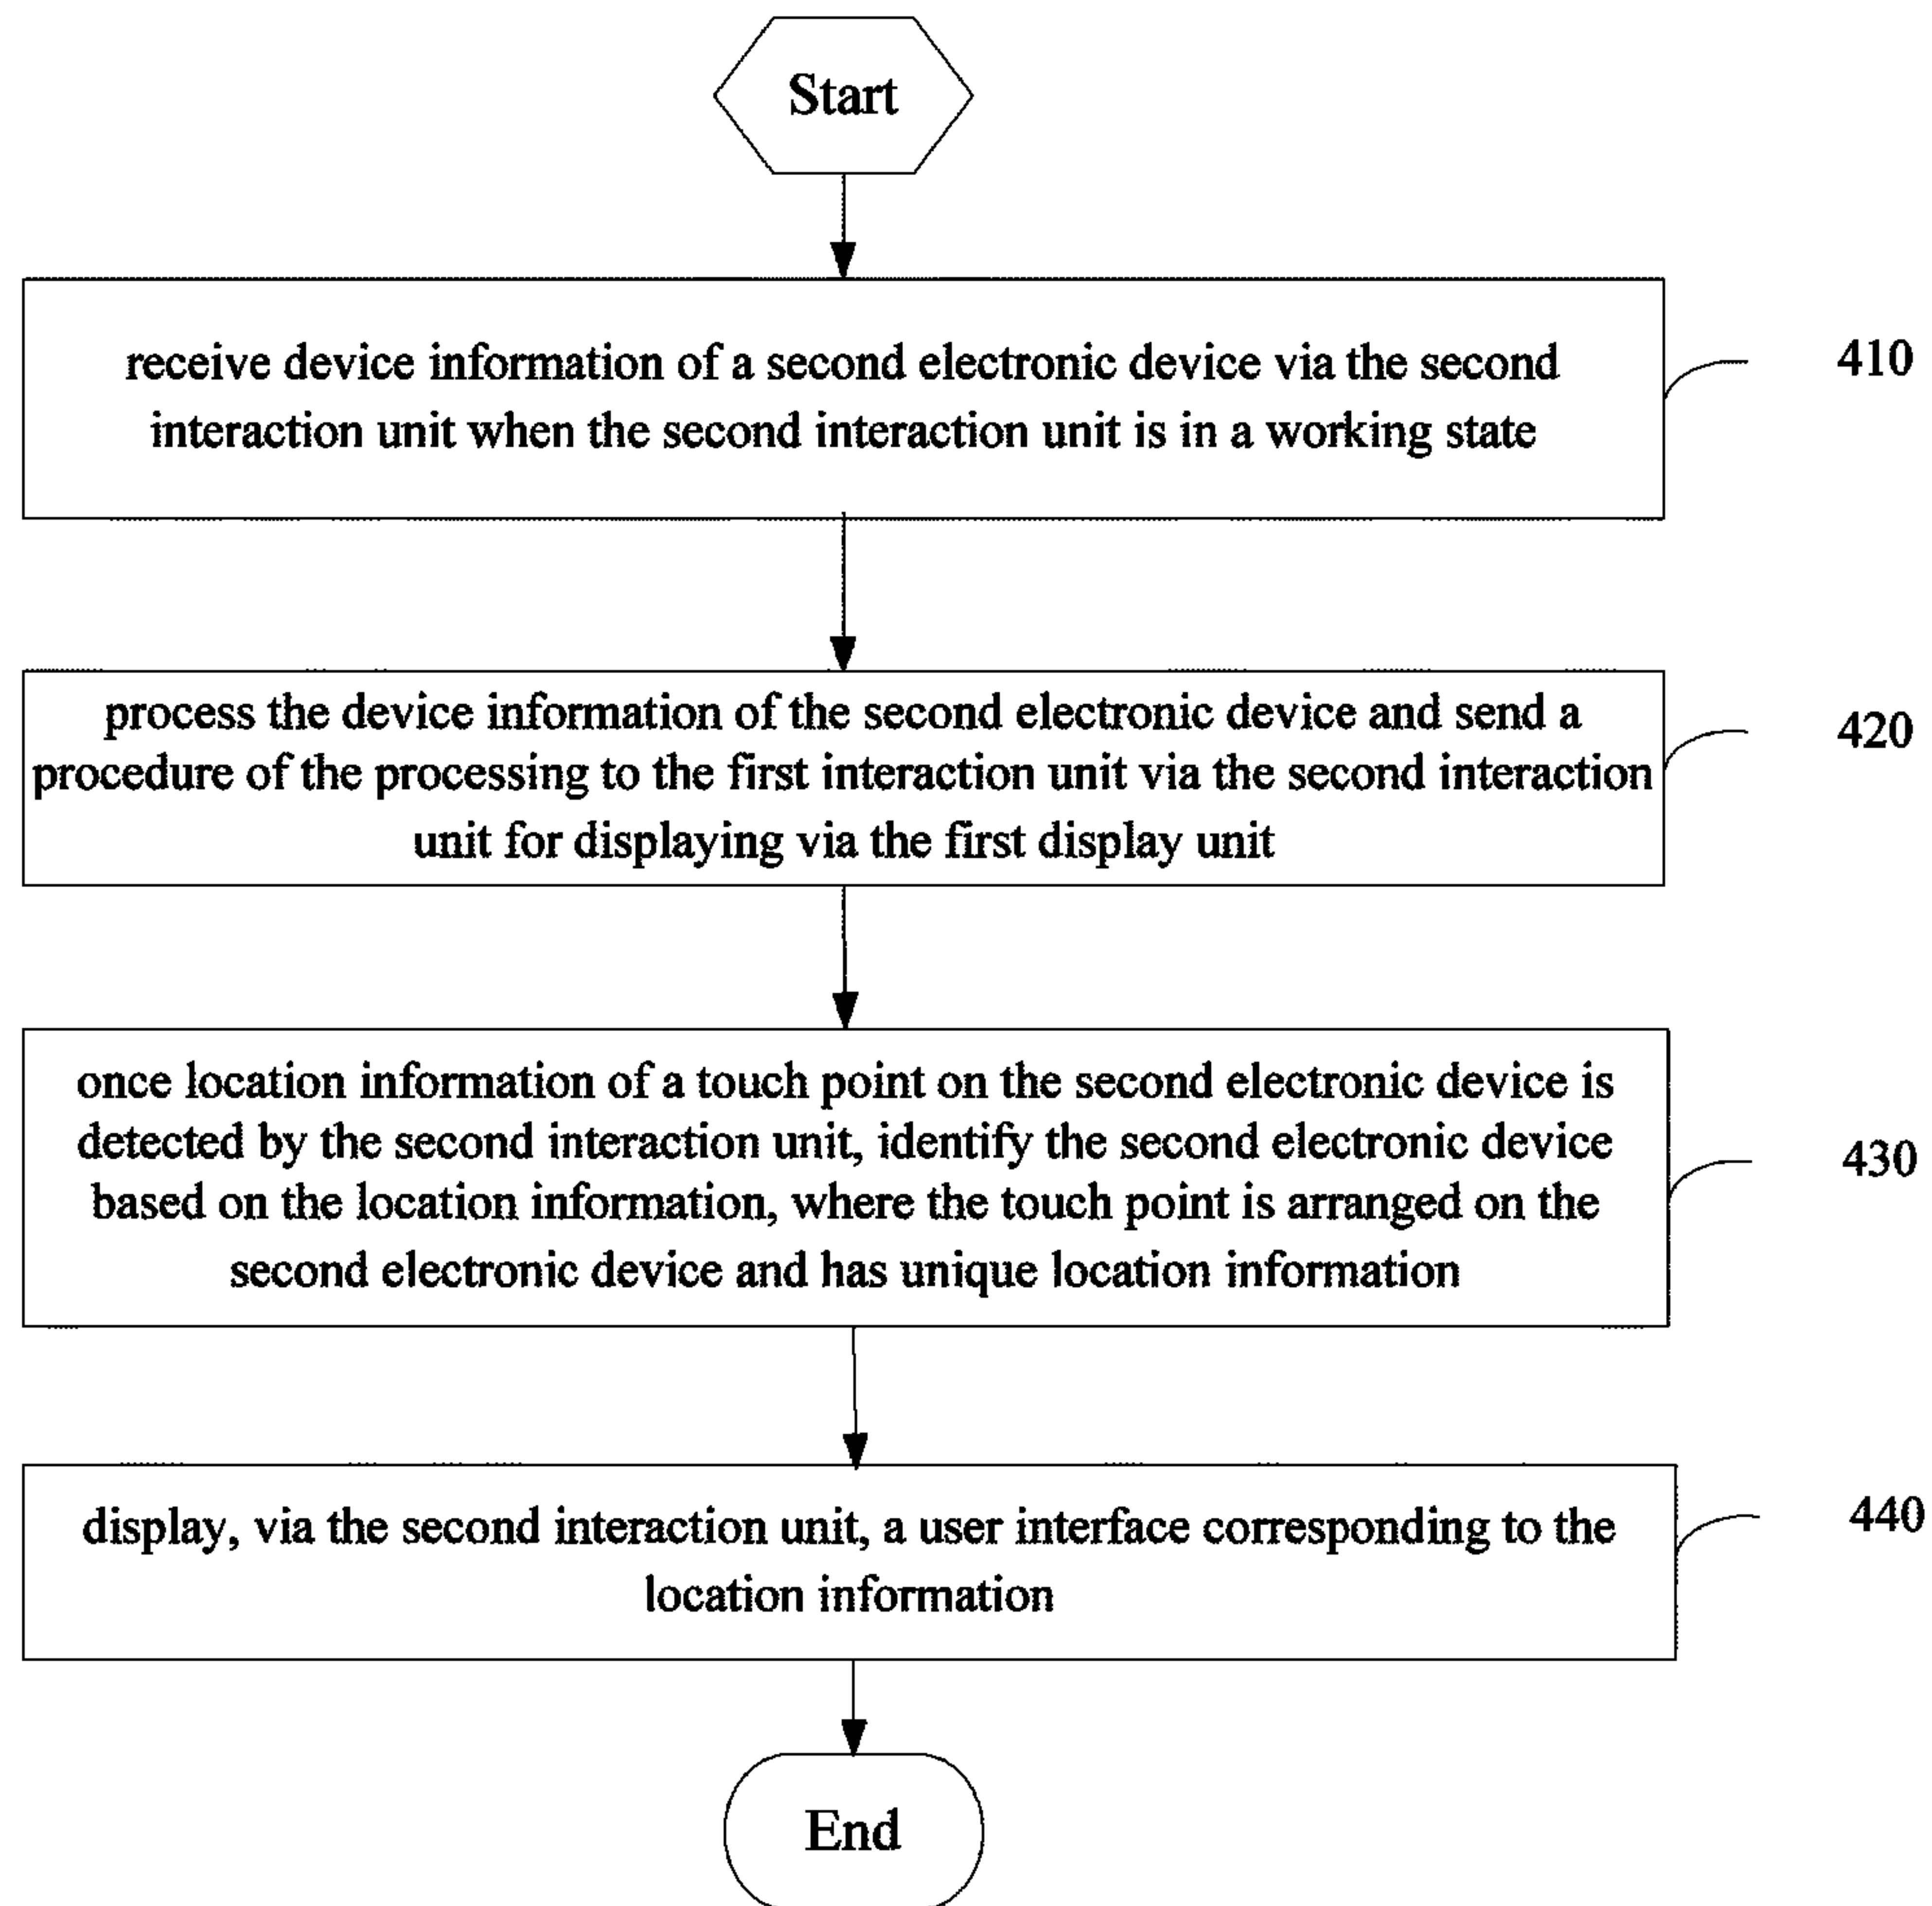 Start
receive device information of a second electronic device via the second
interaction unit when the second interaction unit is in a working state
410
process the device information of the second electronic device and send a
procedure of the processing to the first interaction unit via the second interaction
unit for displaying via the first display unit
420
once location information of a touch point on the second electronic device is
detected by the second interaction unit, identify the second electronic device
based on the location information, where the touch point is arranged on the
second electronic device and has unique location information
430
display, via the second interaction unit, a user interface corresponding to the
location information
440
End